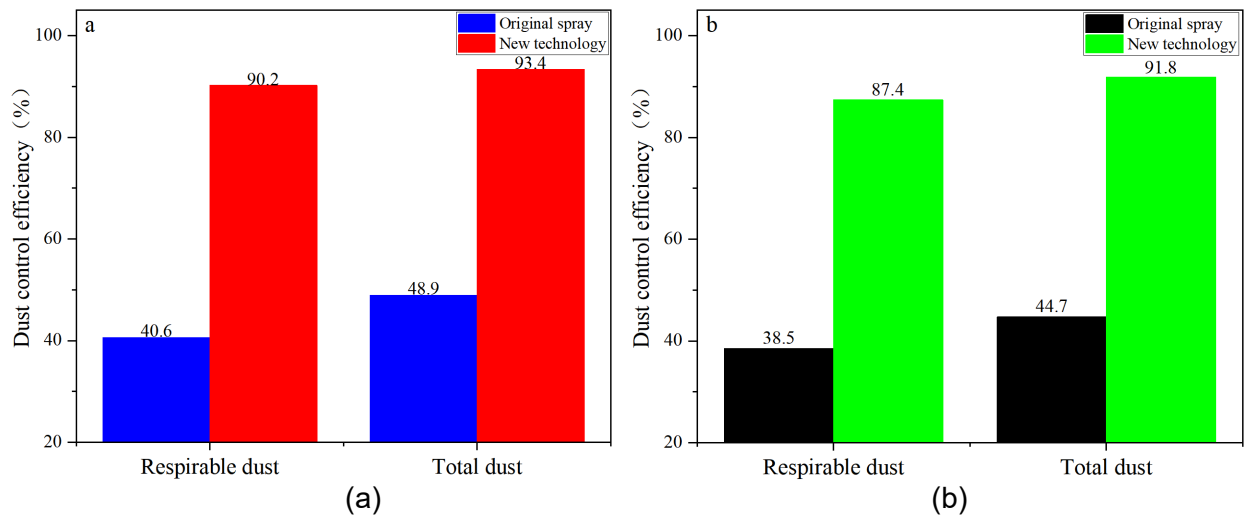 a
Original spray
New technology
100
80
60
40
20
Dust control efficiency（%）
40.6
90.2
48.9
93.4
Respirable dust
Total dust
(a)
b
Original spray
New technology
100
80
60
40
20
Dust control efficiency（%）
38.5
87.4
44.7
91.8
Respirable dust
Total dust
(b)